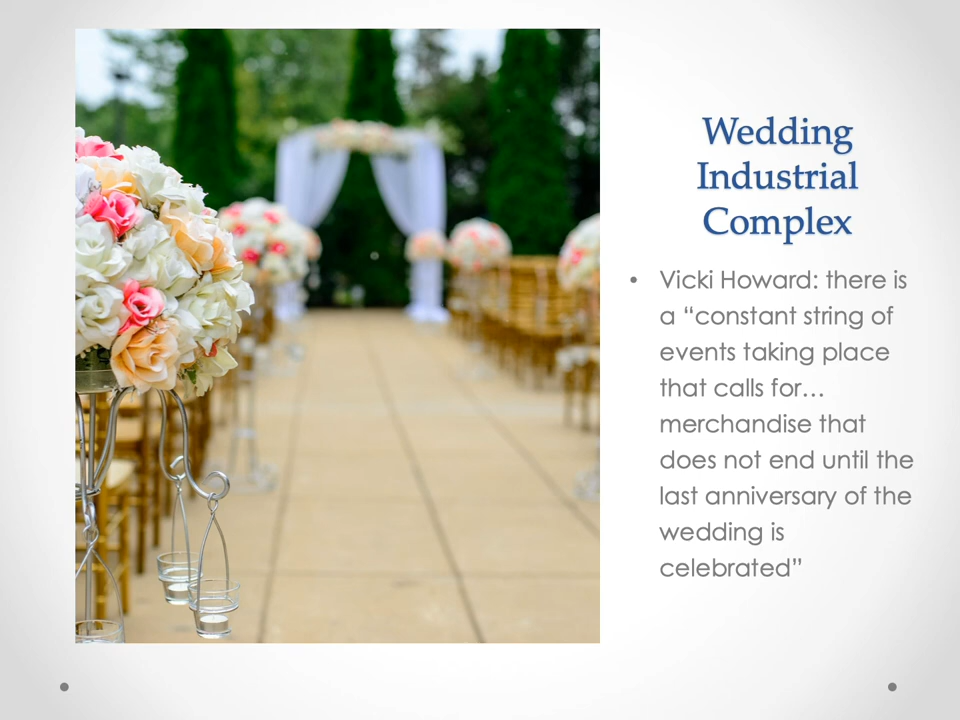 Wedding
Industrial
Complex
• Vicki Howard: there is
a “constant string of
events taking place
that calls for…
merchandise that
does not end until the
last anniversary of the
wedding is
celebrated”